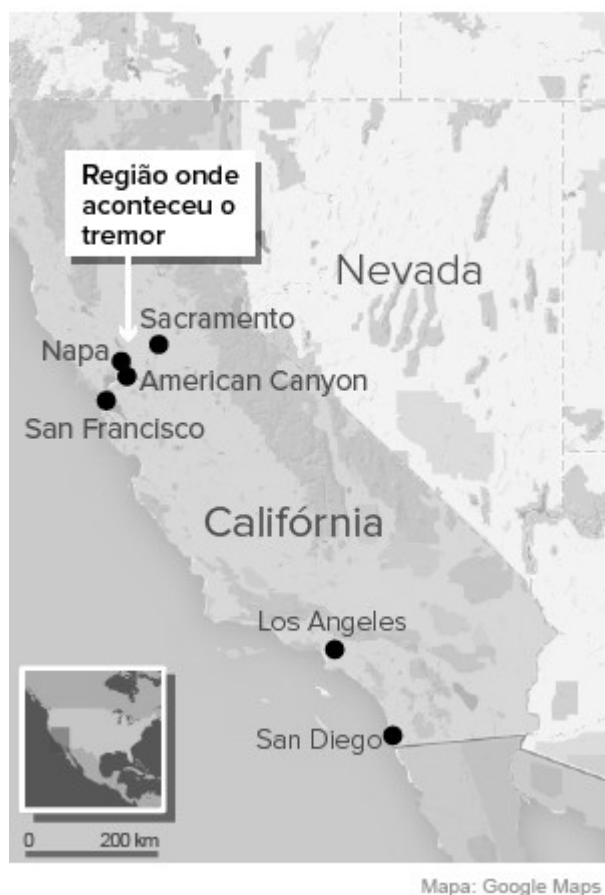 Região onde
aconteceu o
tremor
Nevada
Sacramento
Napa
American Canyon
San Francisco
Califórnia
Los Angeles
San Diego
0 200 km
Mapa: Google Maps